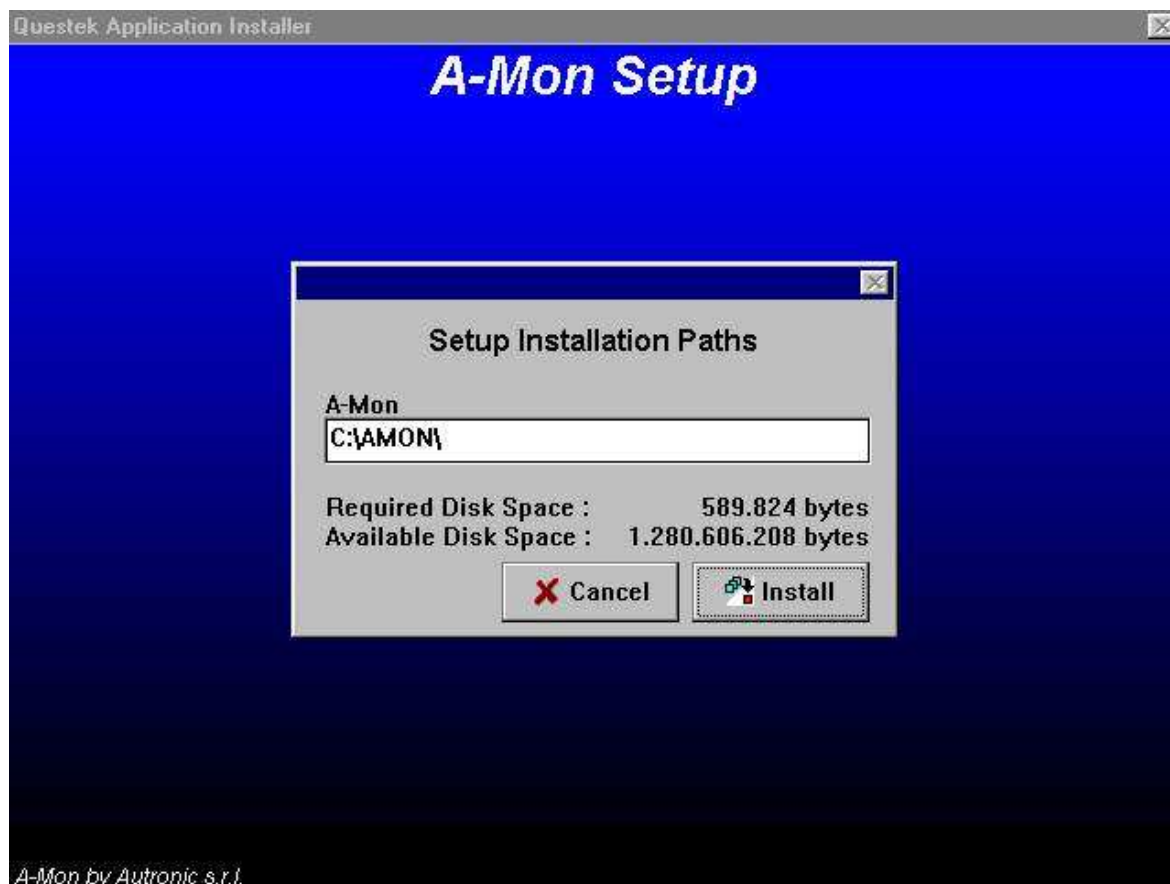 Questek Application Installer
A-Mon Setup
Setup Installation Paths
A-Mon
C:\AMON\
Required Disk Space : 589.824 bytes
Available Disk Space : 1.280.606.208 bytes
Cancel Install
A-Mon by Autronic s.r.l.